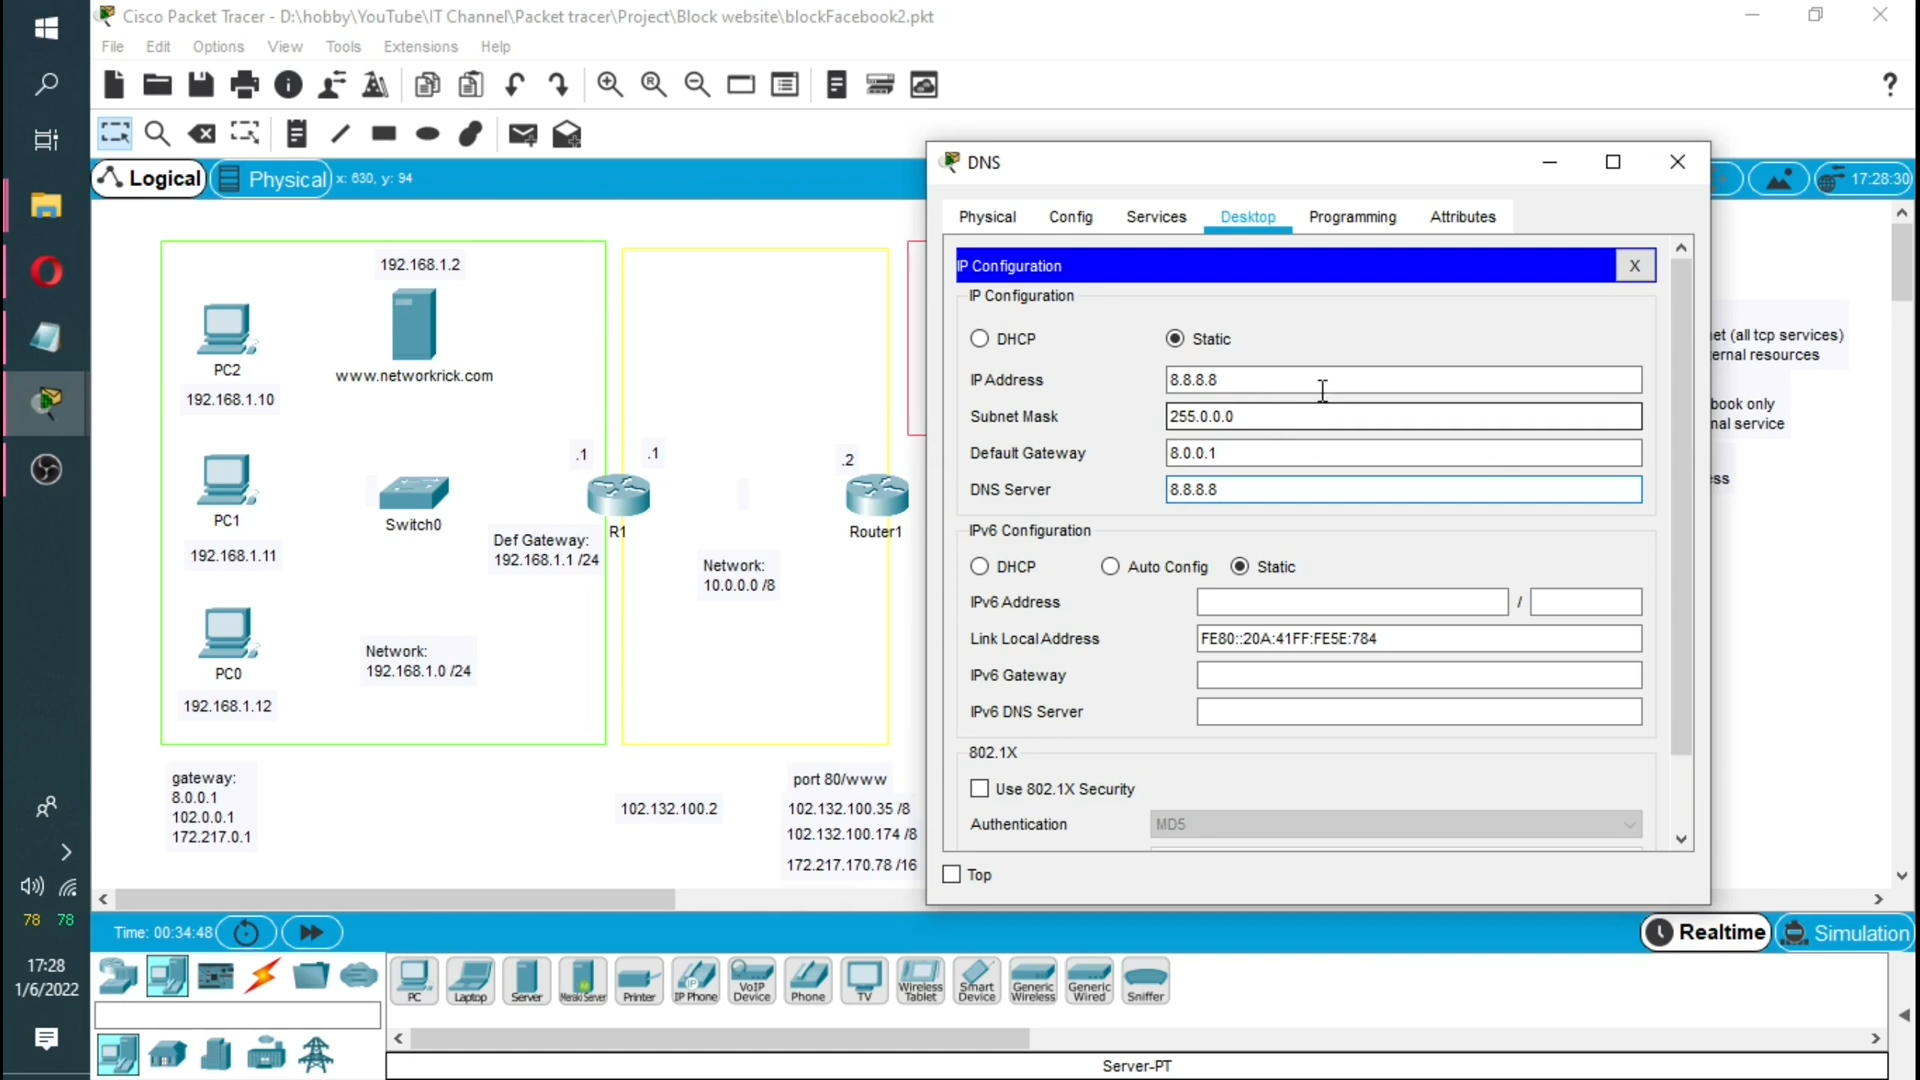 Cisco Packet Tracer - D:\hobby\YouTube\IT Channel\Packet tracer\Project\Block website\blockFacebook2.pkt
File Edit Options View Tools Extensions Help
Logical Physical x: 630, y: 94
17:28:30
192.168.1.2
www.networkrick.com
PC2
192.168.1.10
PC1
192.168.1.11
PC0
192.168.1.12
Switch0
Def Gateway:
192.168.1.1 /24
Network:
192.168.1.0 /24
.1
.1
R1
.2
Router1
Network:
10.0.0.0 /8
gateway:
8.0.0.1
102.0.0.1
172.217.0.1
102.132.100.2
port 80/www
102.132.100.35 /8
102.132.100.174 /8
172.217.170.78 /16
(all tcp services)
resources
only
service
DNS
Physical Config Services Desktop Programming Attributes
IP Configuration
X
IP Configuration
DHCP Static
IP Address 8.8.8.8
Subnet Mask 255.0.0.0
Default Gateway 8.0.0.1
DNS Server 8.8.8.8
IPv6 Configuration
DHCP Auto Config Static
IPv6 Address /
Link Local Address FE80::20A:41FF:FE5E:784
IPv6 Gateway
IPv6 DNS Server
802.1X
Use 802.1X Security
Authentication MD5
Top
Time: 00:34:48
Realtime Simulation
PC
Laptop
Server
Meraki Server
Printer
IP Phone
VoIP Device
Phone
TV
Wireless Tablet
Smart Device
Generic Wireless
Generic Wired
Sniffer
Server-PT
78 78
17:28
1/6/2022